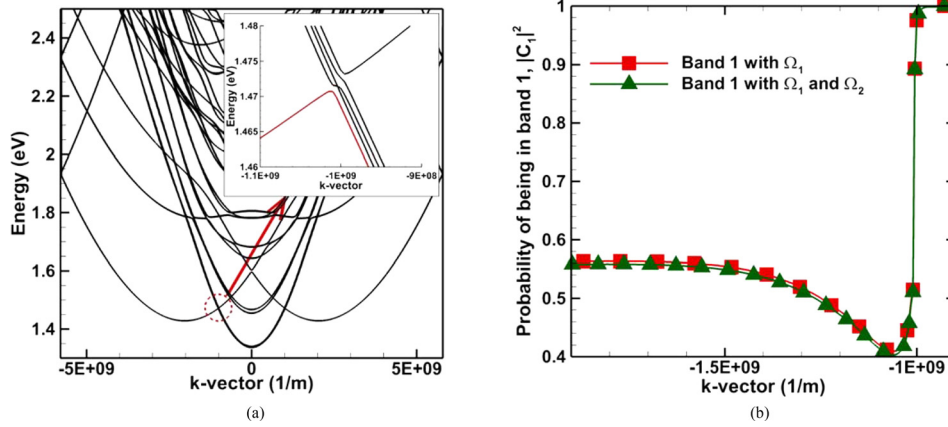 2.4
2.2
2
1.8
1.6
1.4
Energy (eV)
-5E+09
0
5E+09
k-vector (1/m)
(a)
1.48
1.475
1.47
1.465
1.46
Energy (eV)
-1.1E+09
-1E+09
-9E+08
k-vector
1
0.9
0.8
0.7
0.6
0.5
0.4
Probability of being in band 1, |C₁|²
Band 1 with Ω₁
Band 1 with Ω₁ and Ω₂
-1.5E+09
-1E+09
k-vector (1/m)
(b)